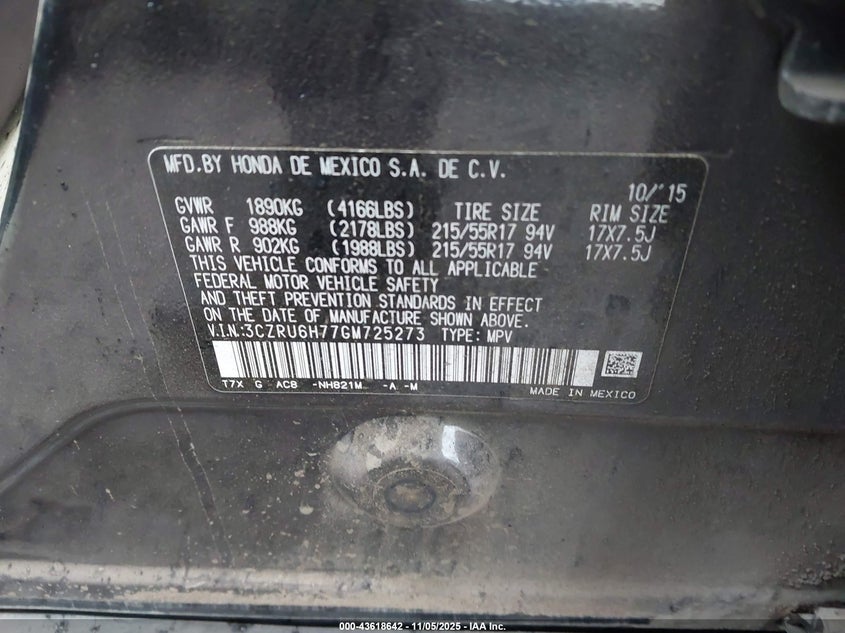 MFD.BY HONDA DE MEXICO S.A. DE C.V.
10/'15
GVWR 1890KG (4166LBS) TIRE SIZE RIM SIZE
GAWR F 988KG (2178LBS) 215/55R17 94V 17X7.5J
GAWR R 902KG (1988LBS) 215/55R17 94V 17X7.5J
THIS VEHICLE CONFORMS TO ALL APPLICABLE
FEDERAL MOTOR VEHICLE SAFETY
AND THEFT PREVENTION STANDARDS IN EFFECT
ON THE DATE OF MANUFACTURE SHOWN ABOVE.
V.I.N:3CZRU6H77GM725273 TYPE: MPV
T7X G AC8 -NH821M -A -M
MADE IN MEXICO
000-43618642 - 11/05/2025 - IAA Inc.